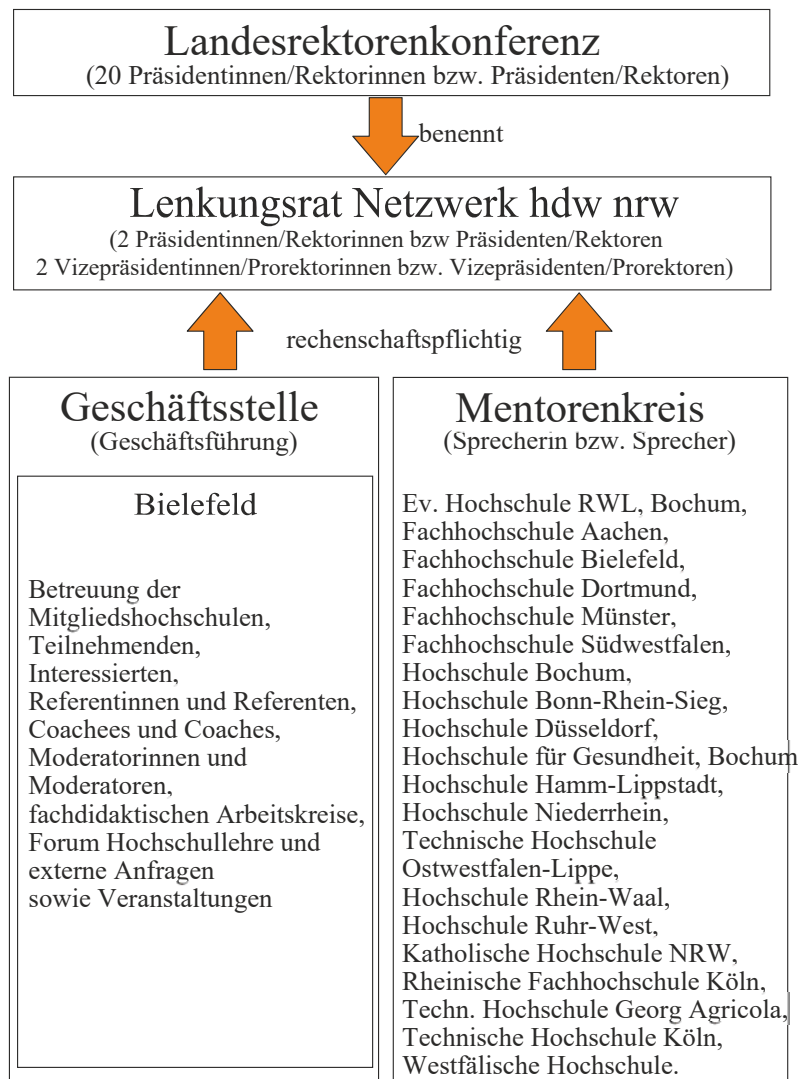 Landesrektorenkonferenz
(20 Präsidentinnen/Rektorinnen bzw. Präsidenten/Rektoren)
benennt
Lenkungsrat Netzwerk hdw nrw
(2 Präsidentinnen/Rektorinnen bzw Präsidenten/Rektoren
2 Vizepräsidentinnen/Prorektorinnen bzw. Vizepräsidenten/Prorektoren)
rechenschaftspflichtig
Geschäftsstelle
(Geschäftsführung)
Bielefeld
Betreuung der
Mitgliedshochschulen,
Teilnehmenden,
Interessierten,
Referentinnen und Referenten,
Coachees und Coaches,
Moderatorinnen und
Moderatoren,
fachdidaktischen Arbeitskreise,
Forum Hochschullehre und
externe Anfragen
sowie Veranstaltungen
Mentorenkreis
(Sprecherin bzw. Sprecher)
Ev. Hochschule RWL, Bochum,
Fachhochschule Aachen,
Fachhochschule Bielefeld,
Fachhochschule Dortmund,
Fachhochschule Münster,
Fachhochschule Südwestfalen,
Hochschule Bochum,
Hochschule Bonn-Rhein-Sieg,
Hochschule Düsseldorf,
Hochschule für Gesundheit, Bochum
Hochschule Hamm-Lippstadt,
Hochschule Niederrhein,
Technische Hochschule
Ostwestfalen-Lippe,
Hochschule Rhein-Waal,
Hochschule Ruhr-West,
Katholische Hochschule NRW,
Rheinische Fachhochschule Köln,
Techn. Hochschule Georg Agricola,
Technische Hochschule Köln,
Westfälische Hochschule.